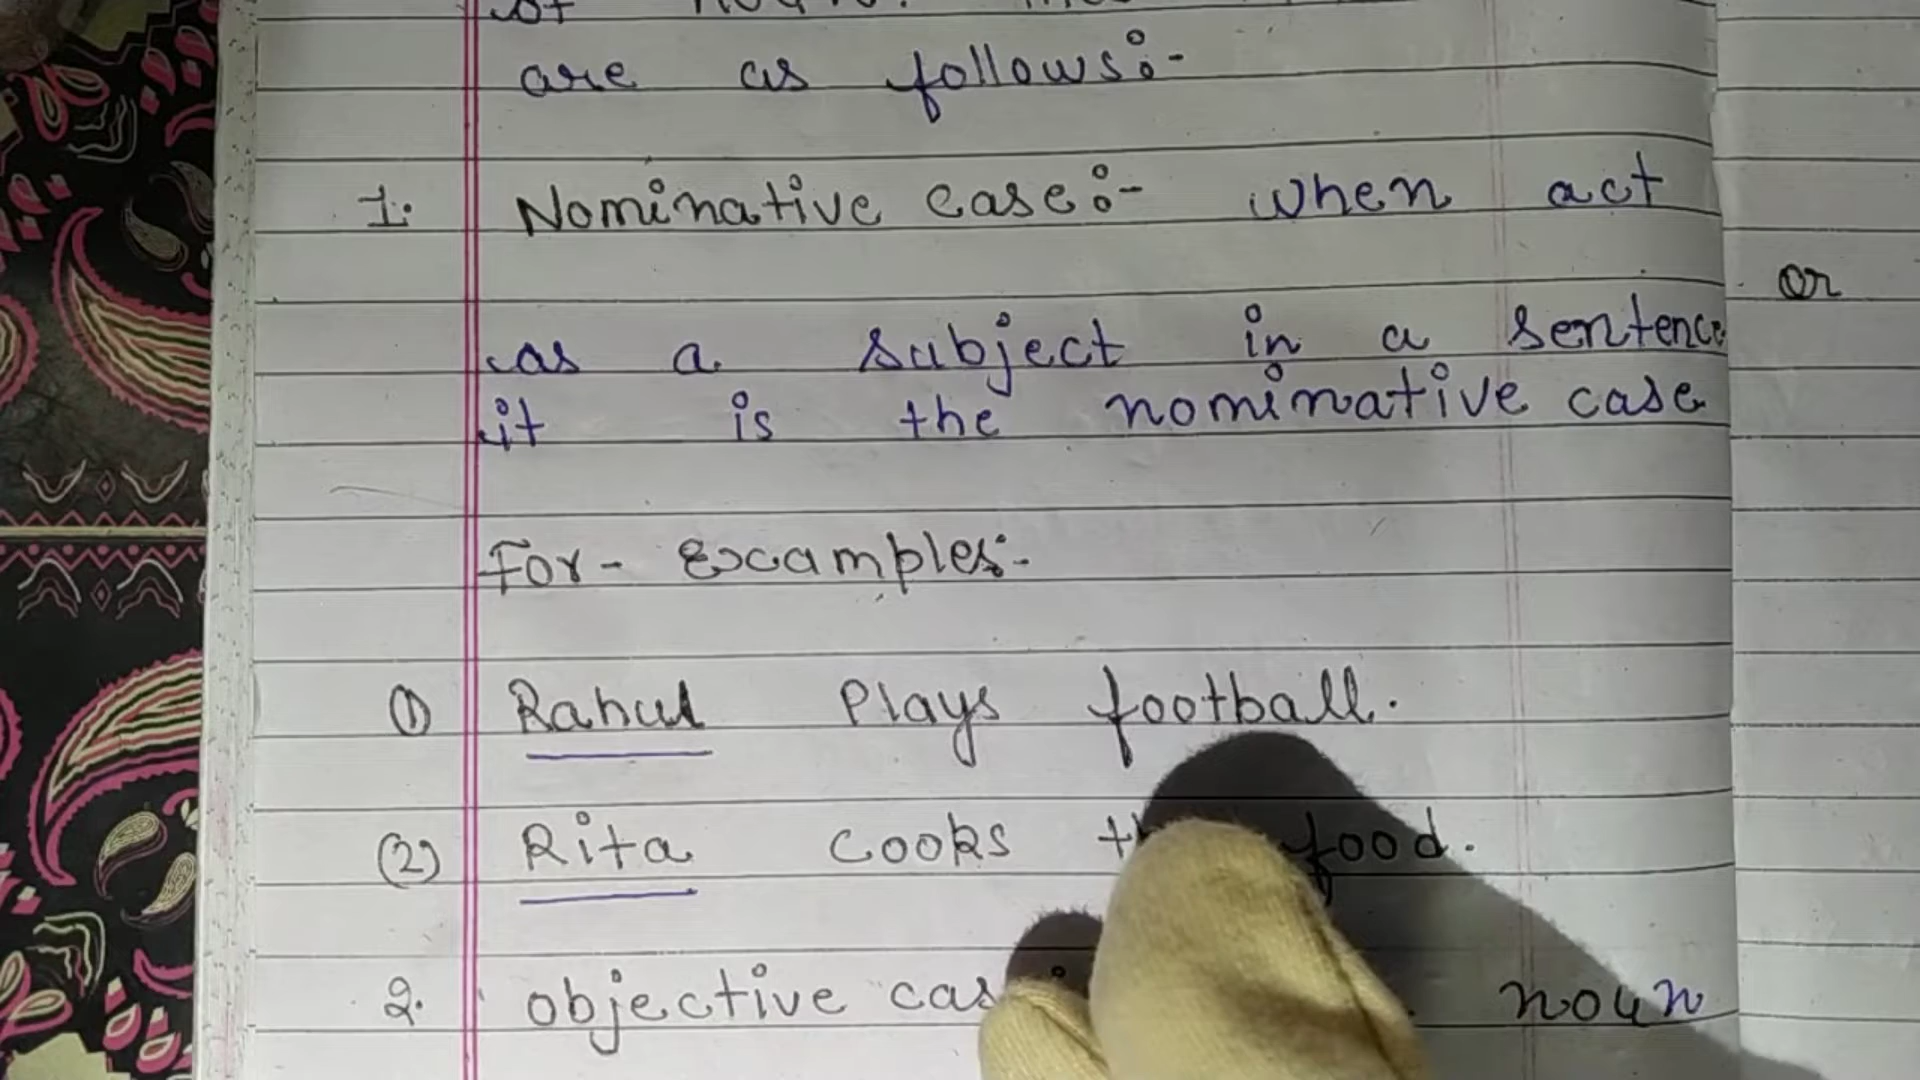 are as follows:-
1. Nominative case:- when act
or
as a subject in a sentence
it is the nominative case
For- Examples:-
(1) Rahul Plays football.
(2) Rita cooks food.
2. objective noun